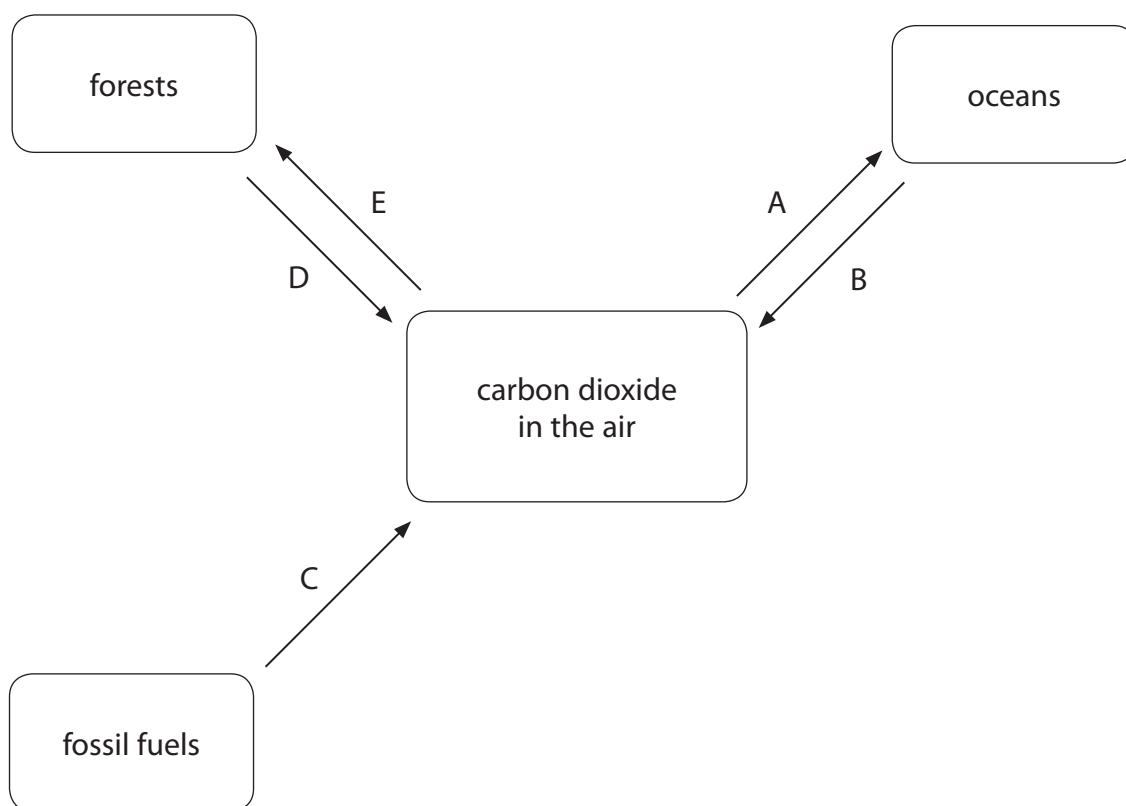 forests
oceans
E
A
D
B
carbon dioxide
in the air
C
fossil fuels